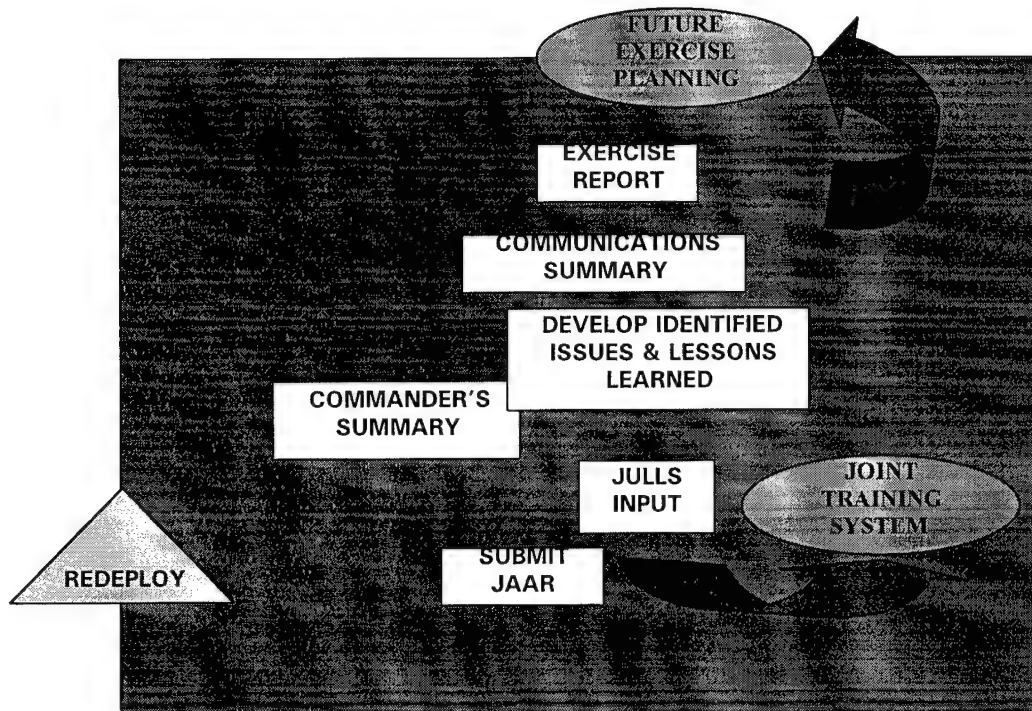 FUTURE
EXERCISE
PLANNING
EXERCISE
REPORT
COMMUNICATIONS
SUMMARY
DEVELOP IDENTIFIED
ISSUES & LESSONS
LEARNED
COMMANDER'S
SUMMARY
JULLS
INPUT
JOINT
TRAINING
SYSTEM
SUBMIT
JAAR
REDEPLOY